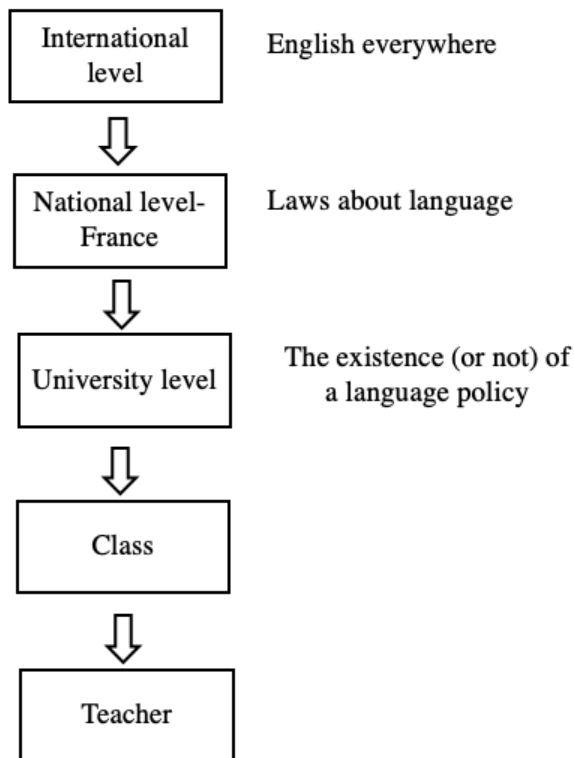 International
level
English everywhere
National level-
France
Laws about language
University level
The existence (or not) of
a language policy
Class
Teacher